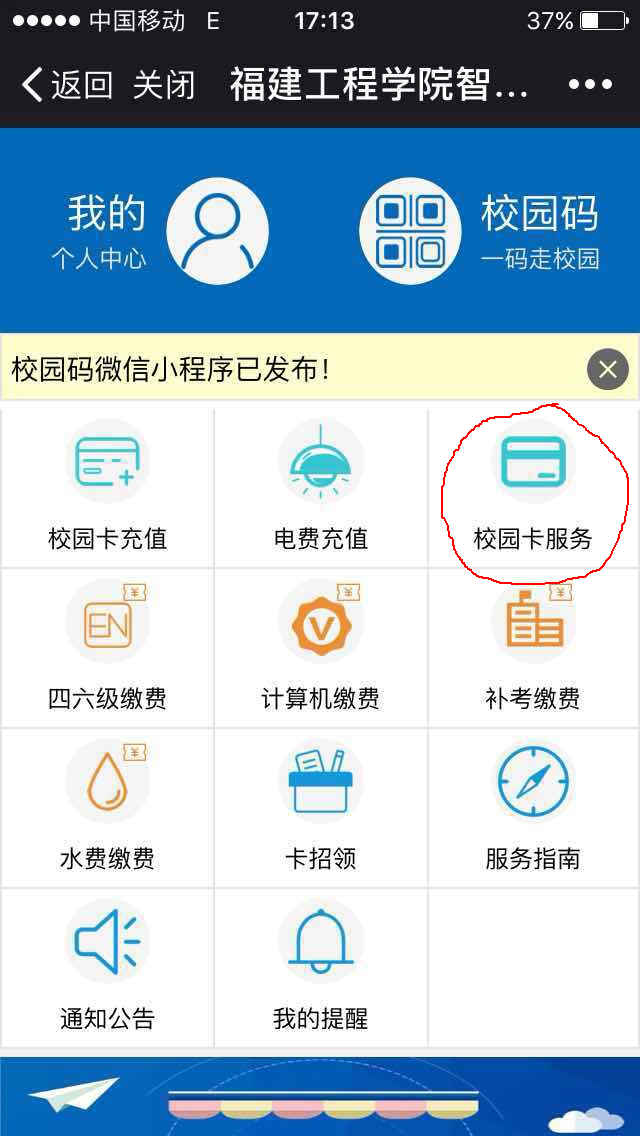 中国移动 E 17:13 37%
返回 关闭 福建工程学院智...
我的 校园码
个人中心 一码走校园
校园码微信小程序已发布!
校园卡充值 电费充值 校园卡服务
¥ ¥ ¥
EN V
四六级缴费 计算机缴费 补考缴费
¥
水费缴费 卡招领 服务指南
通知公告 我的提醒